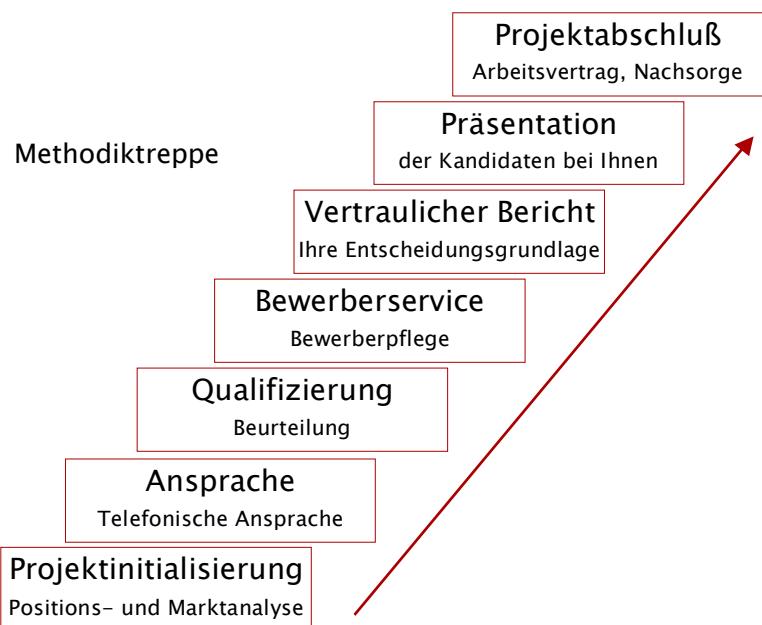 Projektabschluß
Arbeitsvertrag, Nachsorge
Präsentation
der Kandidaten bei Ihnen
Methodiktreppe
Vertraulicher Bericht
Ihre Entscheidungsgrundlage
Bewerberservice
Bewerberpflege
Qualifizierung
Beurteilung
Ansprache
Telefonische Ansprache
Projektinitialisierung
Positions- und Marktanalyse